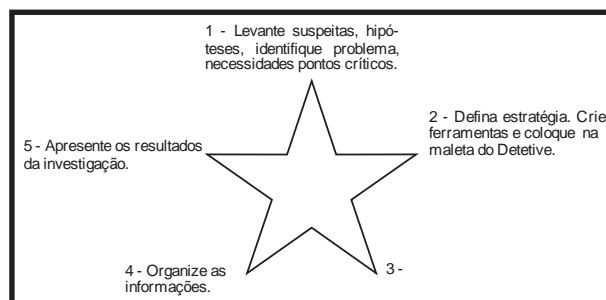 1 - Levante suspeitas, hipó-
teses, identifique problema,
necessidades pontos críticos.
2 - Defina estratégia. Crie
ferramentas e coloque na
maleta do Detetive.
3 -
4 - Organize as
informações.
5 - Apresente os resultados
da investigação.